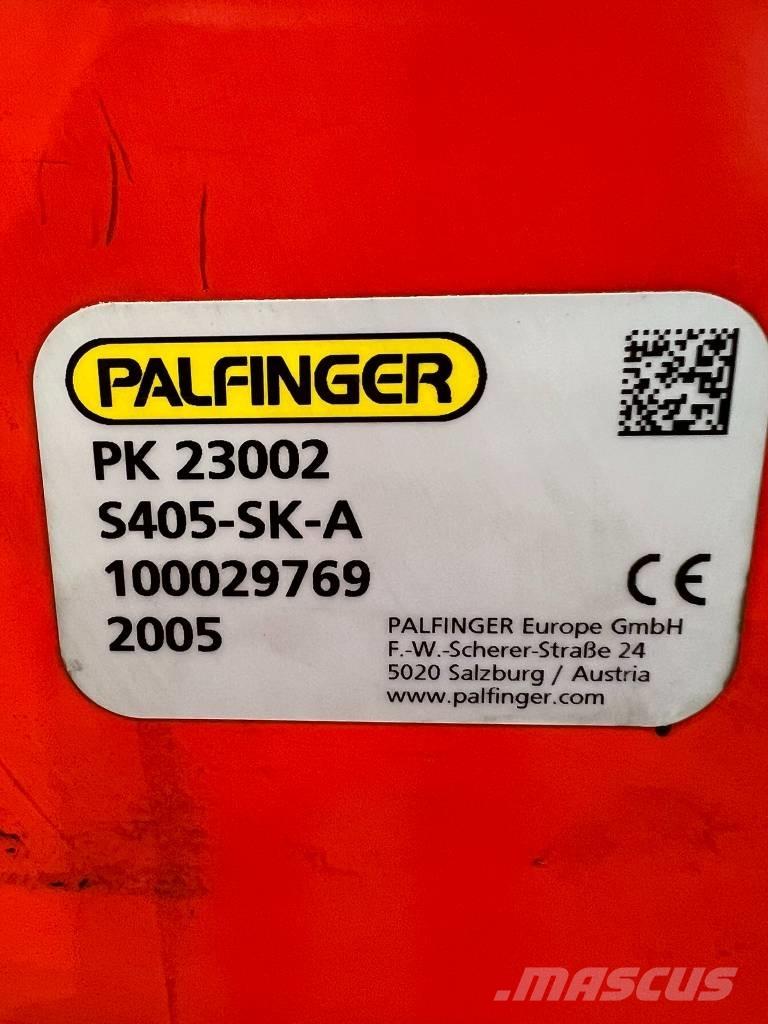 PALFINGER
PK 23002
S405-SK-A
100029769
2005
CE
PALFINGER Europe GmbH
F.-W.-Scherer-Straße 24
5020 Salzburg / Austria
www.palfinger.com
MASCUS